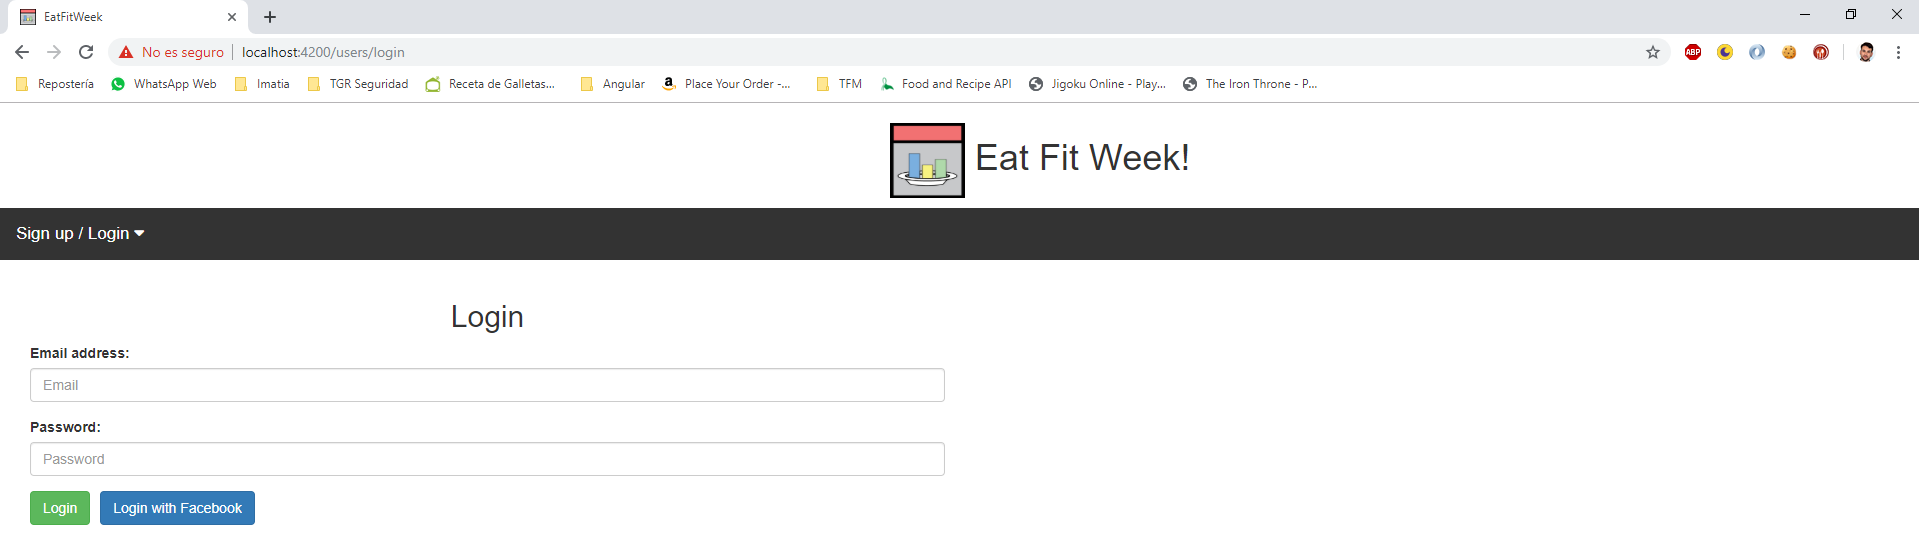 EatFitWeek
No es seguro localhost:4200/users/login
ABP
Repostería WhatsApp Web Imatia TGR Seguridad Receta de Galletas... Angular Place Your Order -... TFM Food and Recipe API Jigoku Online - Play... The Iron Throne - P...
Eat Fit Week!
Sign up / Login
Login
Email address:
Email
Password:
Password
Login Login with Facebook